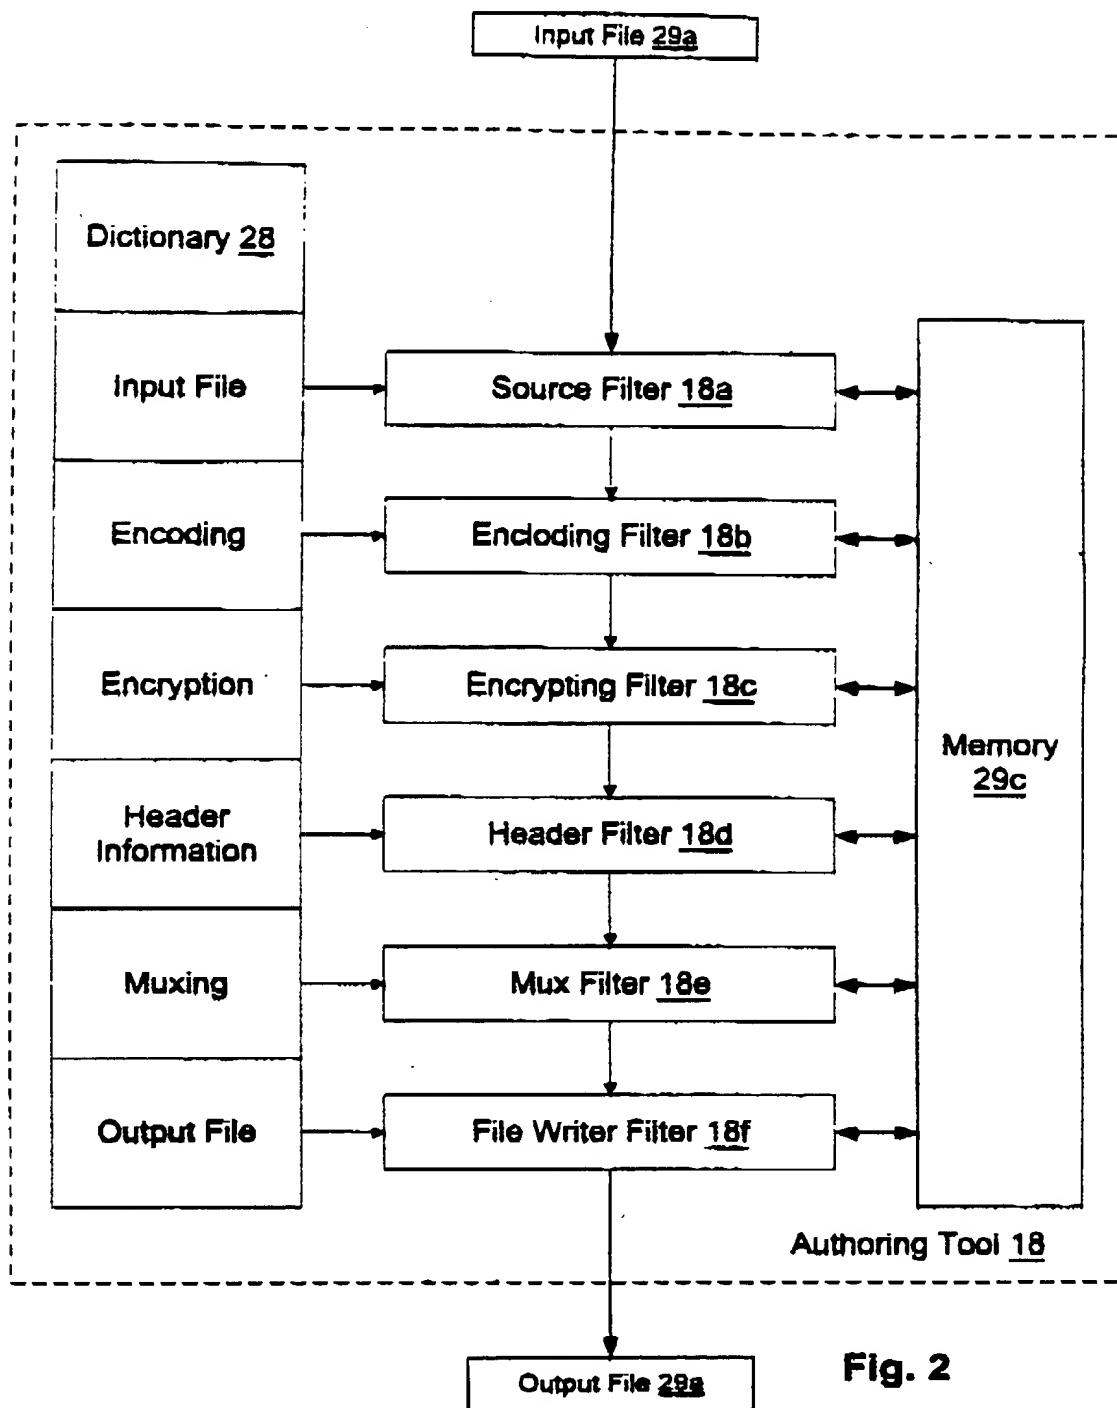 Input File 29a
Dictionary 28
Input File
Source Filter 18a
Encoding
Encloding Filter 18b
Encryption
Encrypting Filter 18c
Memory
29c
Header
Information
Header Filter 18d
Muxing
Mux Filter 18e
Output File
File Writer Filter 18f
Authoring Tool 18
Output File 29a
Fig. 2